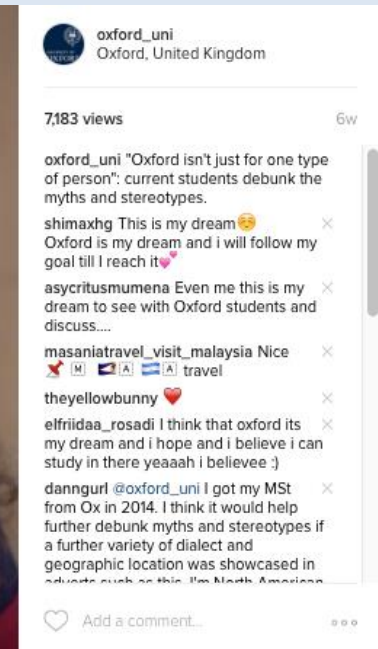 oxford_uni
Oxford, United Kingdom
7,183 views 6w
oxford_uni "Oxford isn't just for one type
of person": current students debunk the
myths and stereotypes.
shimaxhg This is my dream☺️
Oxford is my dream and i will follow my
goal till I reach it💕
asycritusmumena Even me this is my
dream to see with Oxford students and
discuss....
masaniatravel_visit_malaysia Nice
📌 🇲 🇦🇸🇦 🇭🇳🇦 travel
theyellowbunny ❤️
elfriidaa_rosadi I think that oxford its
my dream and i hope and i believe i can
study in there yeaaah i believee :)
danngurl @oxford_uni I got my MSt
from Ox in 2014. I think it would help
further debunk myths and stereotypes if
a further variety of dialect and
geographic location was showcased in
adverts such as this. I'm North American
Add a comment...